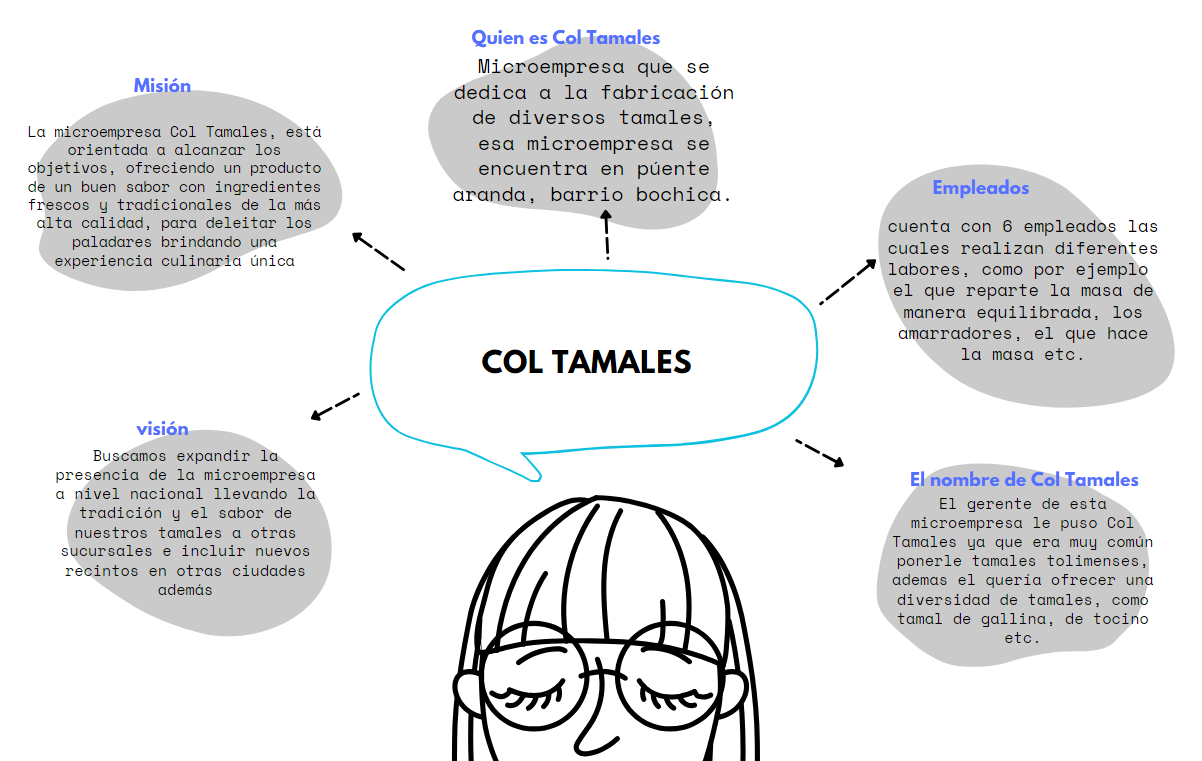 Quien es Col Tamales
Microempresa que se
dedica a la fabricación
de diversos tamales,
esa microempresa se
encuentra en púente
aranda, barrio bochica.
Misión
La microempresa Col Tamales, está
orientada a alcanzar los
objetivos, ofreciendo un producto
de un buen sabor con ingredientes
frescos y tradicionales de la más
alta calidad, para deleitar los
paladares brindando una
experiencia culinaria única
Empleados
cuenta con 6 empleados las
cuales realizan diferentes
labores, como por ejemplo
el que reparte la masa de
manera equilibrada, los
amarradores, el que hace
la masa etc.
COL TAMALES
visión
Buscamos expandir la
presencia de la microempresa
a nivel nacional llevando la
tradición y el sabor de
nuestros tamales a otras
sucursales e incluir nuevos
recintos en otras ciudades
además
El nombre de Col Tamales
El gerente de esta
microempresa le puso Col
Tamales ya que era muy común
ponerle tamales tolimenses,
ademas el quería ofrecer una
diversidad de tamales, como
tamal de gallina, de tocino
etc.